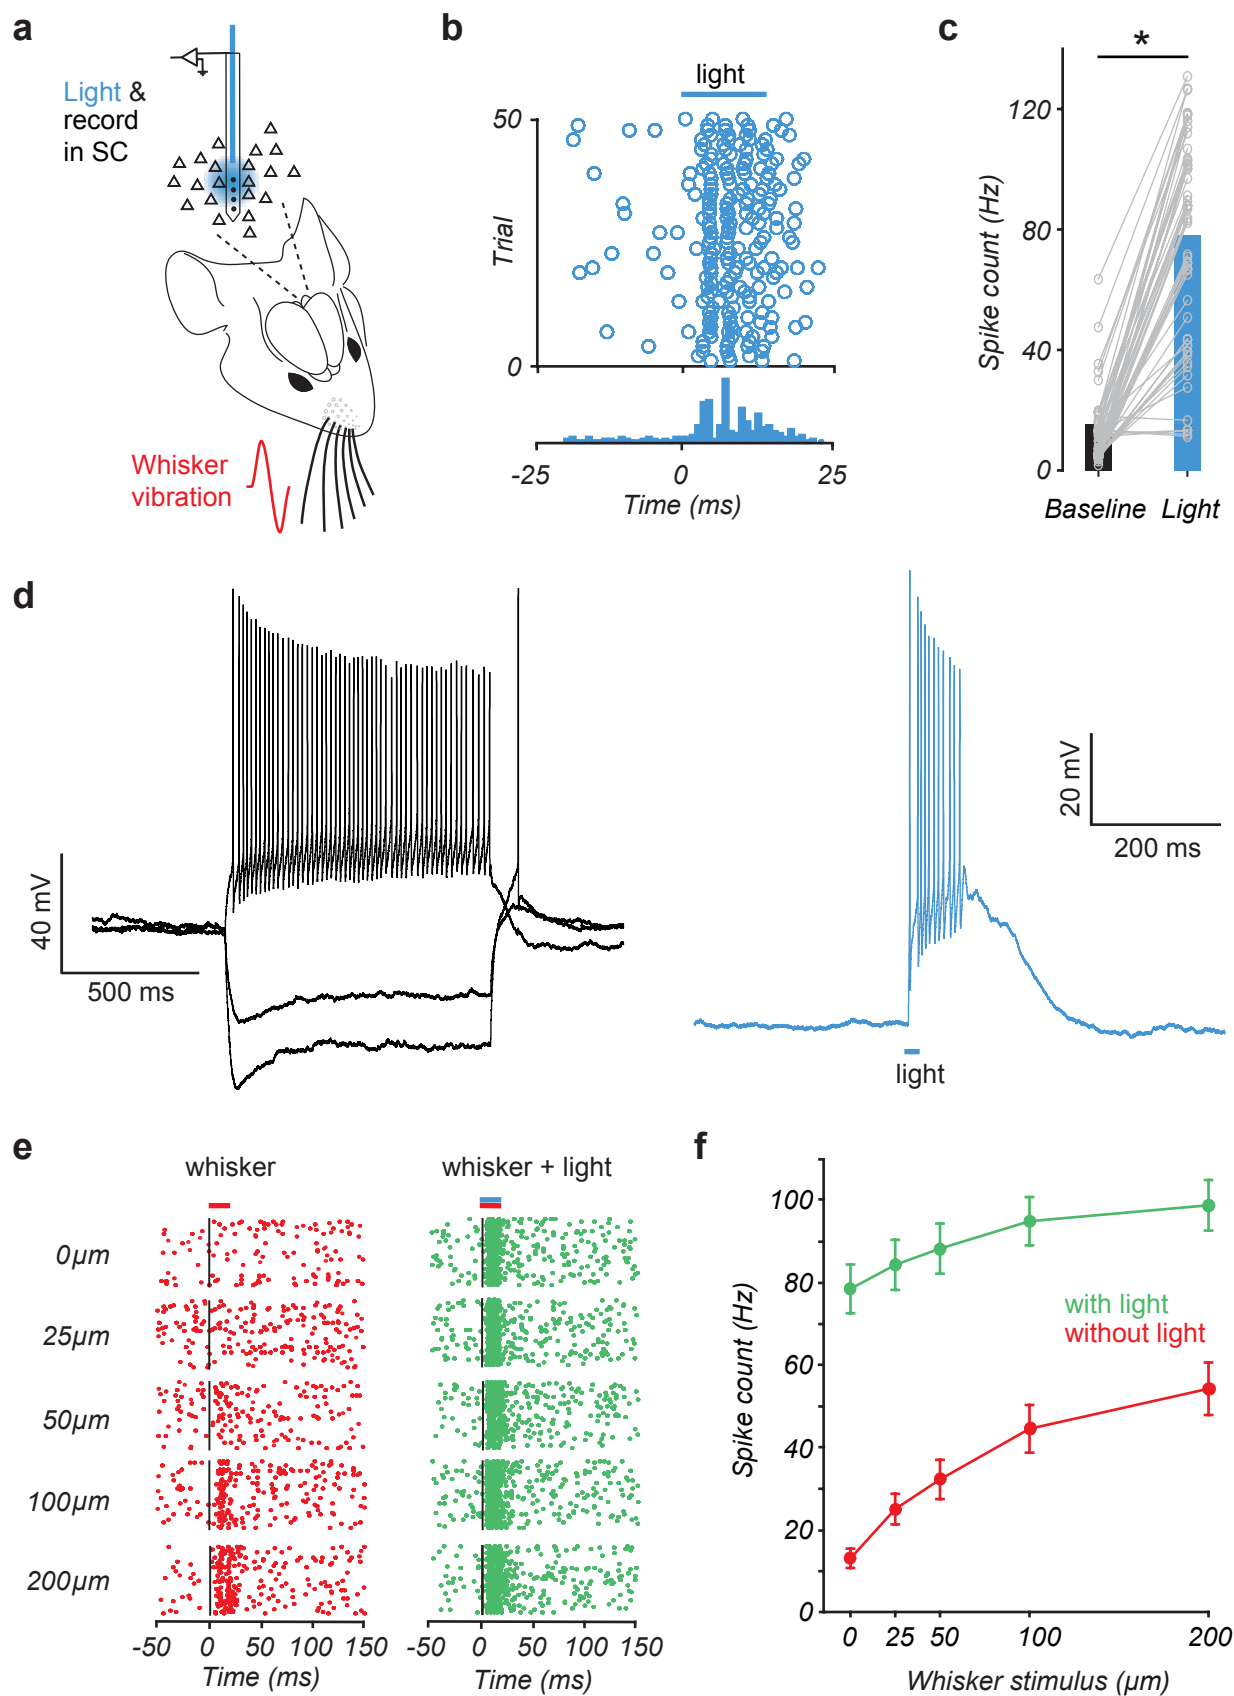 a
Light &
record
in SC
Whisker
vibration
b
light
50
Trial
0
-25
0
25
Time (ms)
c
*
120
80
40
0
Spike count (Hz)
Baseline
Light
d
40 mV
500 ms
20 mV
200 ms
light
e
whisker
whisker + light
0µm
25µm
50µm
100µm
200µm
-50 0 50 100 150
Time (ms)
-50 0 50 100 150
Time (ms)
f
100
80
60
40
20
0
Spike count (Hz)
with light
without light
0 25 50 100 200
Whisker stimulus (µm)